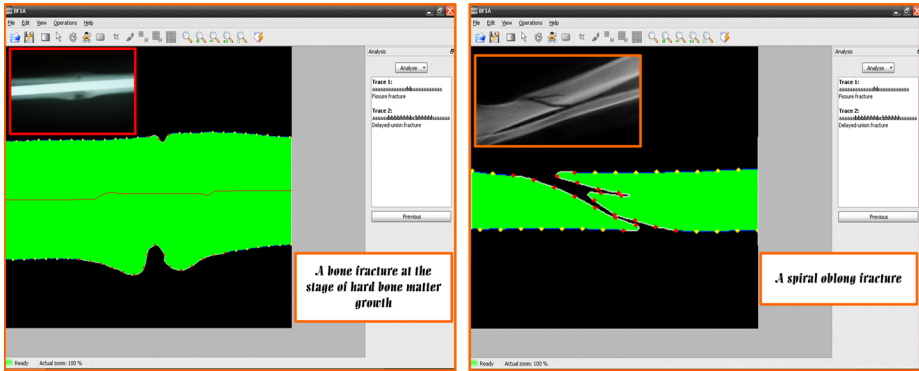 BFSA
File Edit View Operations Help
Analysis
Analyse
Trace 1:
Fissure fracture
Trace 2:
Delayed-union fracture
Previous
A bone fracture at the
stage of hard bone matter
growth
Ready Actual zoom: 100 %
BFSA
File Edit View Operations Help
Analysis
Analyse
Trace 1:
Fissure fracture
Trace 2:
Delayed-union fracture
Previous
A spiral oblong fracture
Ready Actual zoom: 100 %